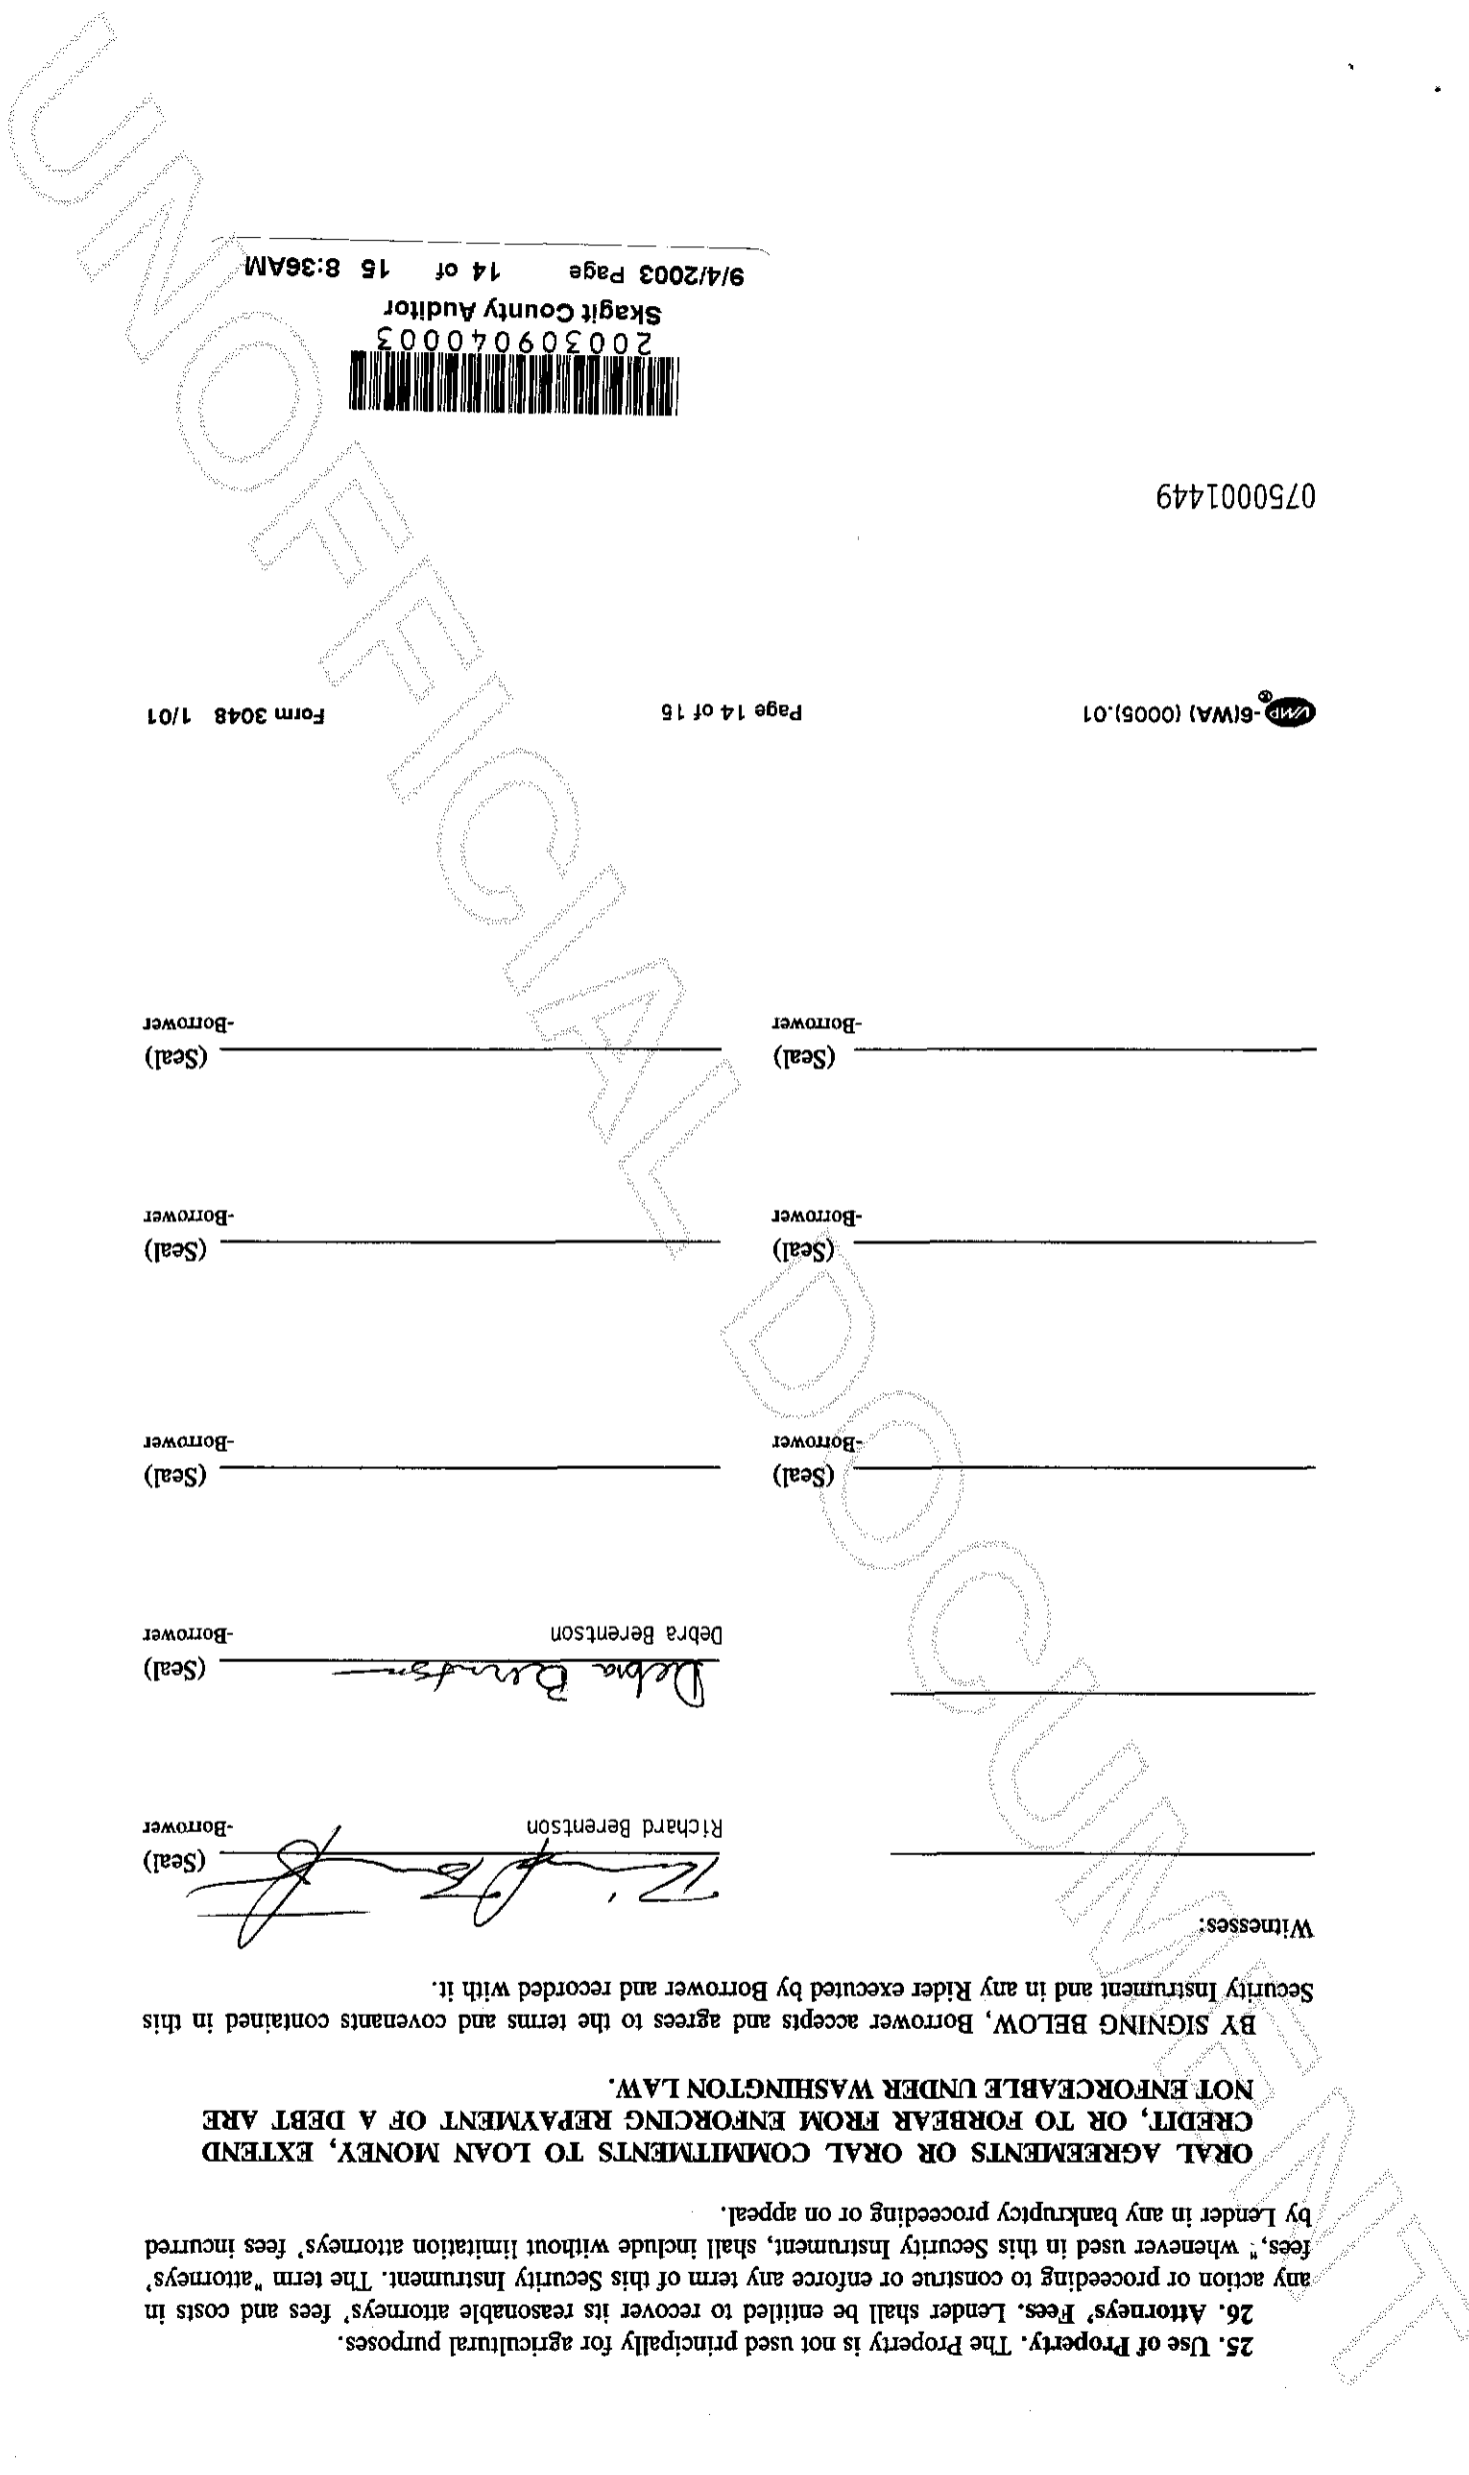 25. Use of Property. The Property is not used principally for agricultural purposes.
26. Attorneys' Fees. Lender shall be entitled to recover its reasonable attorneys' fees and costs in
any action or proceeding to construe or enforce any term of this Security Instrument. The term "attorneys'
fees," whenever used in this Security Instrument, shall include without limitation attorneys' fees incurred
by Lender in any bankruptcy proceeding or on appeal.
ORAL AGREEMENTS OR ORAL COMMITMENTS TO LOAN MONEY, EXTEND
CREDIT, OR TO FORBEAR FROM ENFORCING REPAYMENT OF A DEBT ARE
NOT ENFORCEABLE UNDER WASHINGTON LAW.
BY SIGNING BELOW, Borrower accepts and agrees to the terms and covenants contained in this
Security Instrument and in any Rider executed by Borrower and recorded with it.
Witnesses:
(Seal)
Richard Berentson -Borrower
Debra Berentson (Seal)
Debra Berentson -Borrower
(Seal) (Seal)
-Borrower -Borrower
(Seal) (Seal)
-Borrower -Borrower
(Seal) (Seal)
-Borrower -Borrower
VMP -6(WA) (0005).01 Page 14 of 15 Form 3048 1/01
0750001449
200309040003
Skagit County Auditor
9/4/2003 Page 14 of 15 8:36AM
UNOFFICIAL DOCUMENT